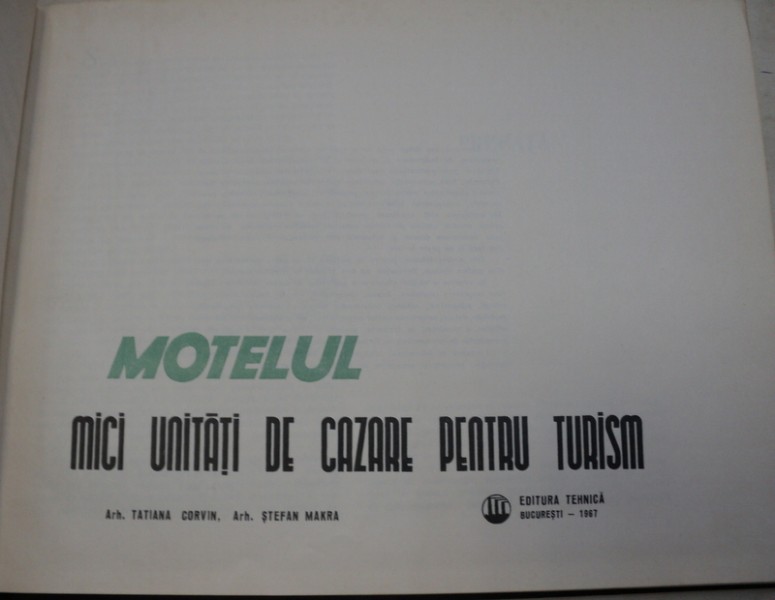 MOTELUL
mici unități de cazare pentru turism
Arh. TATIANA CORVIN, Arh. ȘTEFAN MAKRA
EDITURA TEHNICĂ
BUCUREȘTI – 1967